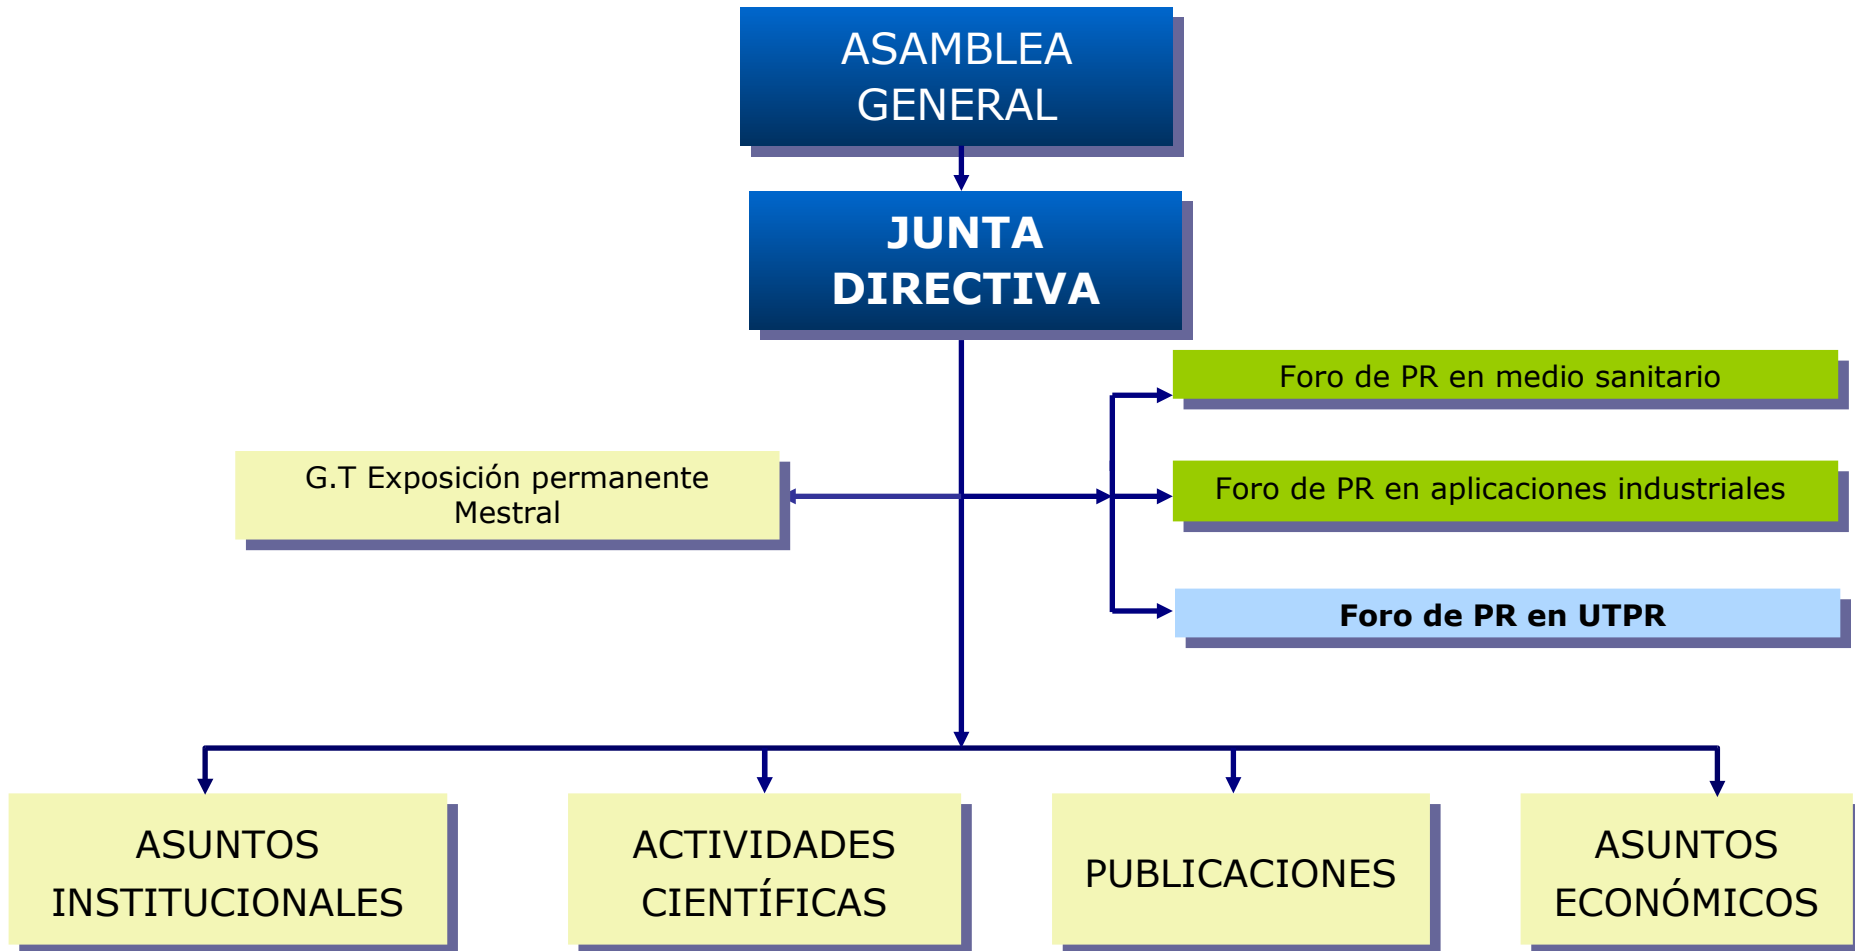 ASAMBLEA
GENERAL
JUNTA
DIRECTIVA
Foro de PR en medio sanitario
G.T Exposición permanente
Mestral
Foro de PR en aplicaciones industriales
Foro de PR en UTPR
ASUNTOS
INSTITUCIONALES
ACTIVIDADES
CIENTÍFICAS
PUBLICACIONES
ASUNTOS
ECONÓMICOS